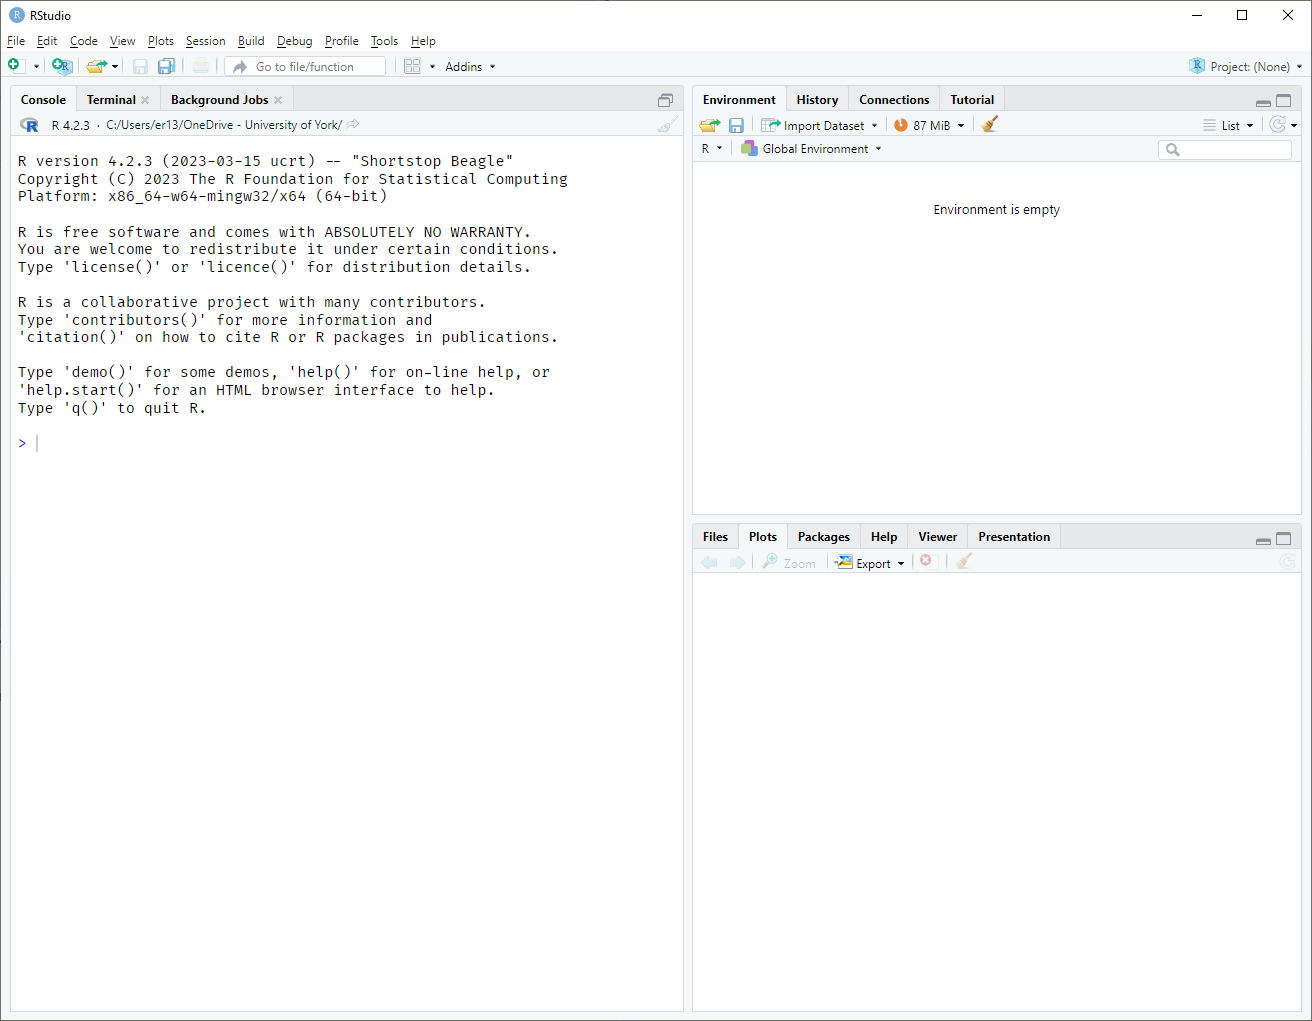 RStudio
File Edit Code View Plots Session Build Debug Profile Tools Help
Go to file/function Addins Project: (None)
Console Terminal Background Jobs
R 4.2.3 · C:/Users/er13/OneDrive - University of York/
R version 4.2.3 (2023-03-15 ucrt) -- "Shortstop Beagle"
Copyright (C) 2023 The R Foundation for Statistical Computing
Platform: x86_64-w64-mingw32/x64 (64-bit)
R is free software and comes with ABSOLUTELY NO WARRANTY.
You are welcome to redistribute it under certain conditions.
Type 'license()' or 'licence()' for distribution details.
R is a collaborative project with many contributors.
Type 'contributors()' for more information and
'citation()' on how to cite R or R packages in publications.
Type 'demo()' for some demos, 'help()' for on-line help, or
'help.start()' for an HTML browser interface to help.
Type 'q()' to quit R.
>
Environment History Connections Tutorial
Import Dataset 87 MiB List
R Global Environment
Environment is empty
Files Plots Packages Help Viewer Presentation
Zoom Export